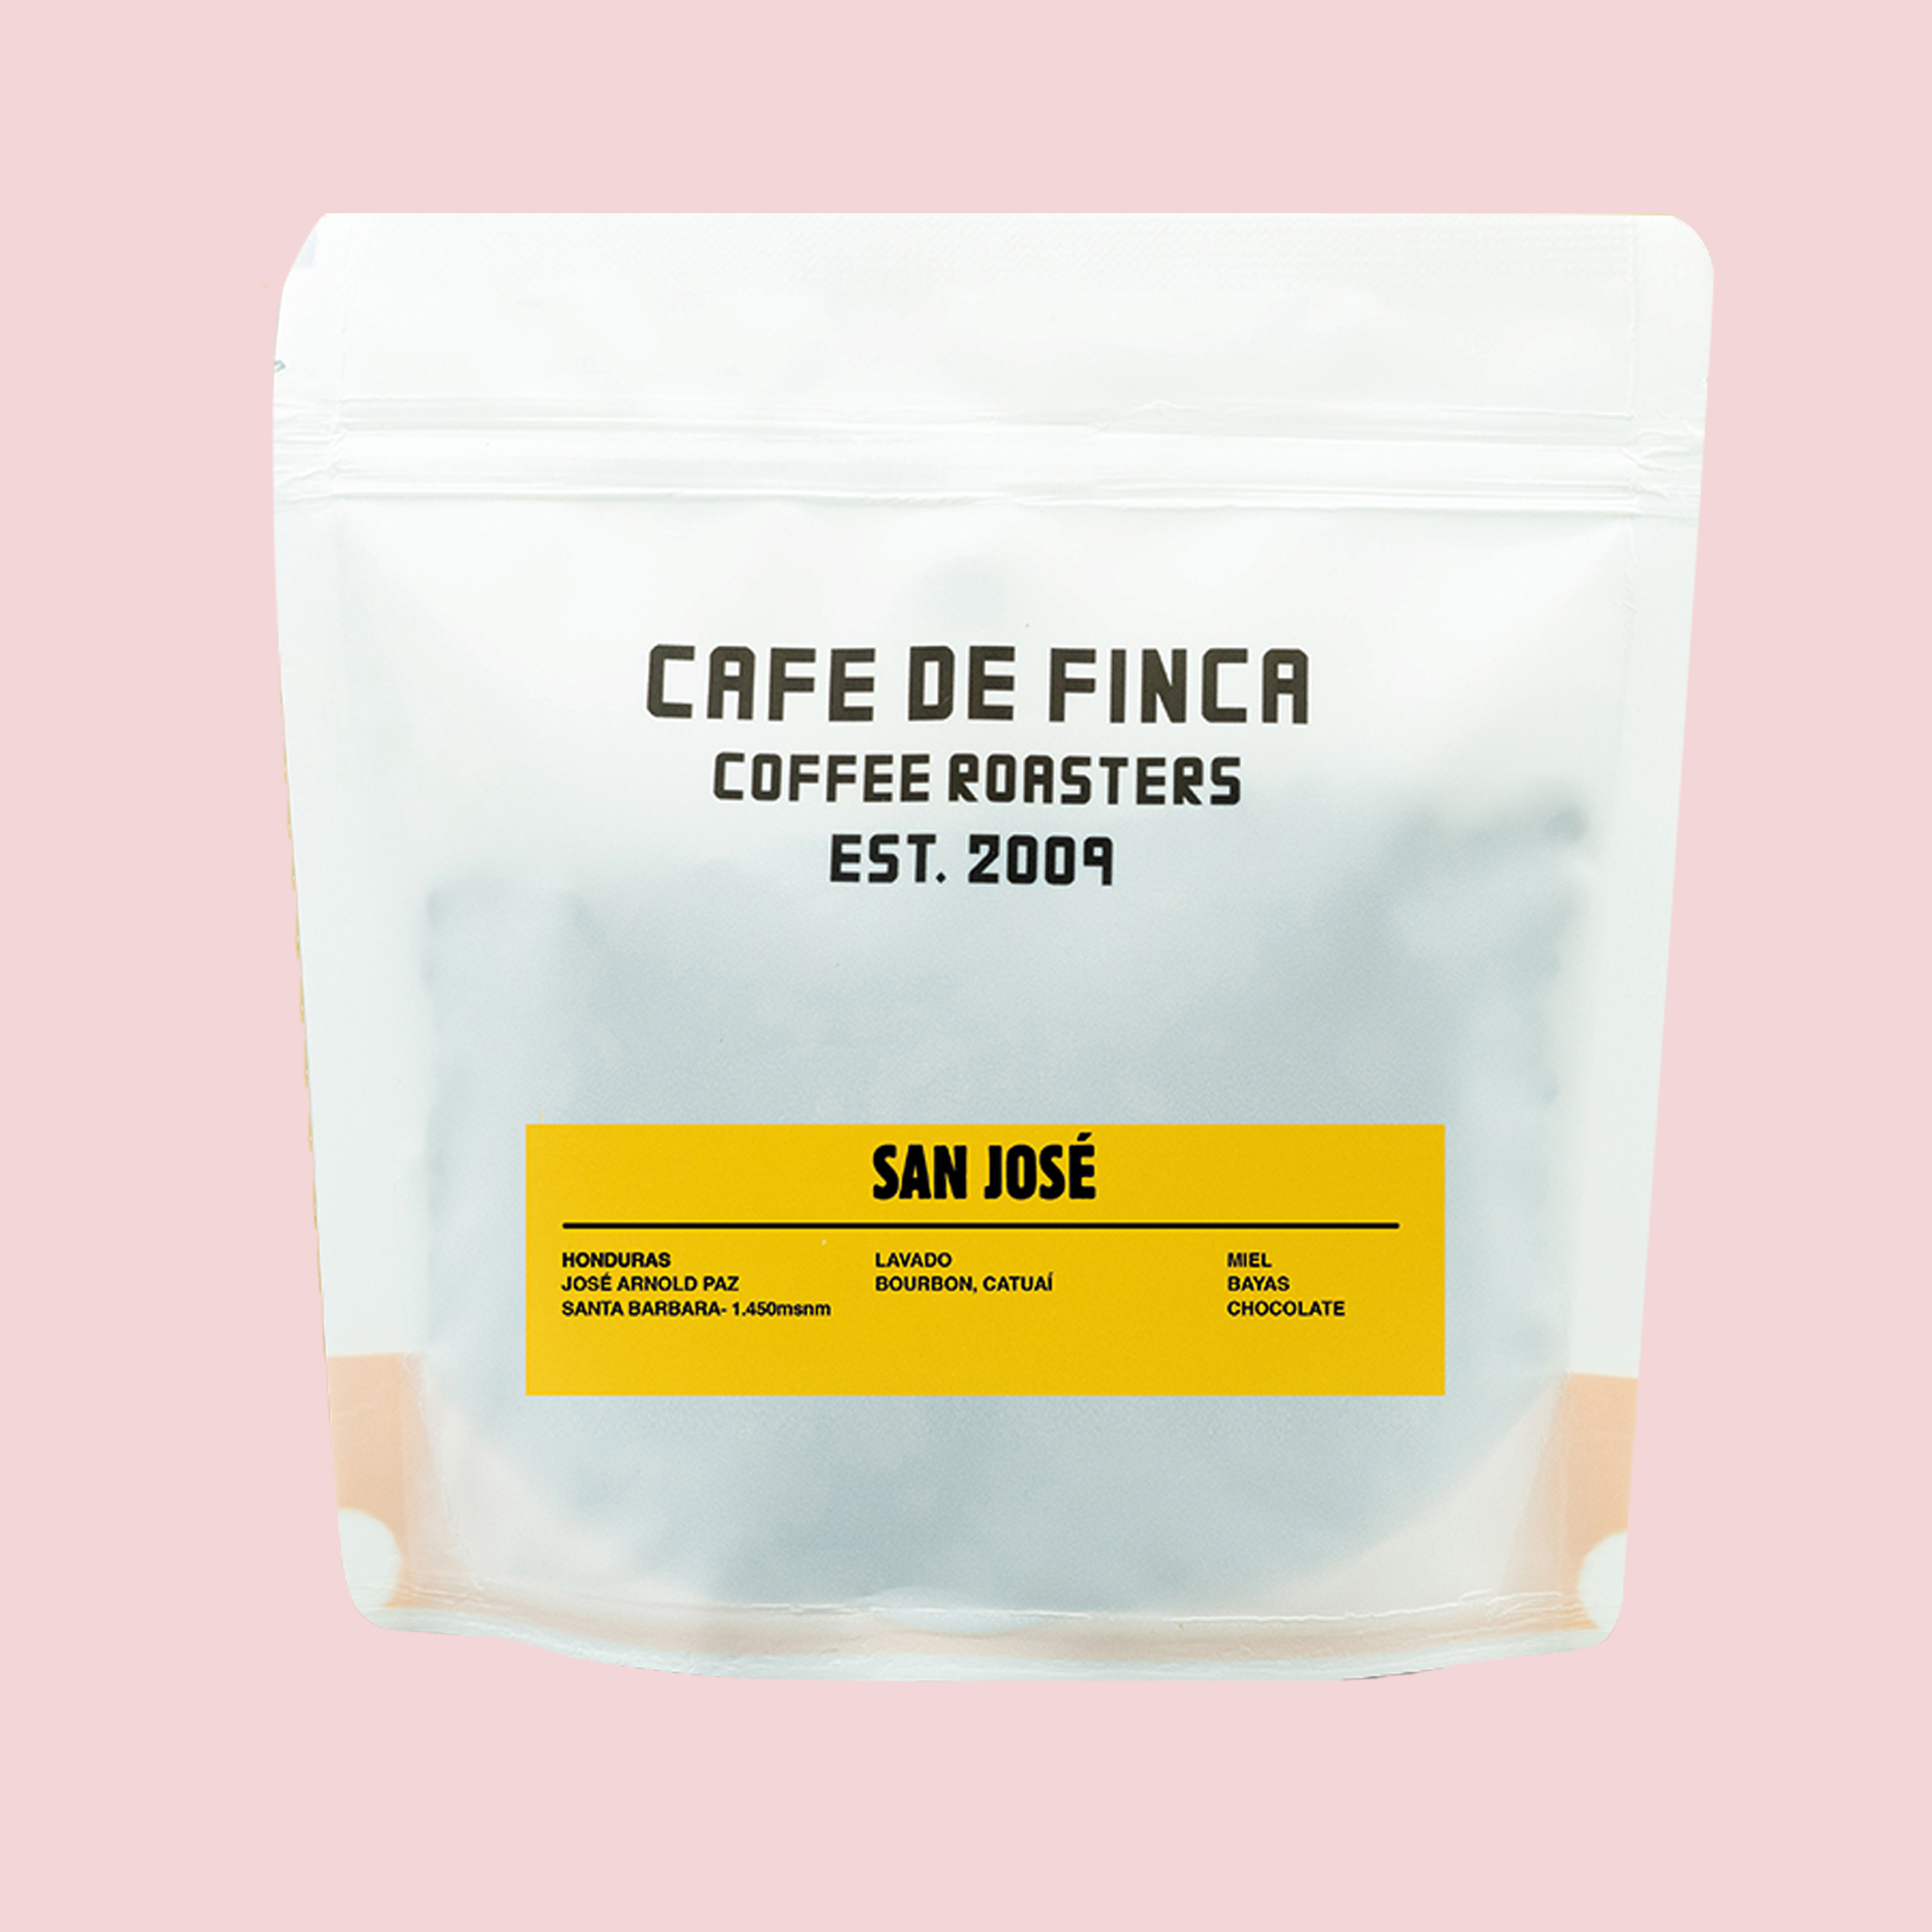 CAFE DE FINCA
COFFEE ROASTERS
EST. 2009
SAN JOSÉ
HONDURAS
JOSÉ ARNOLD PAZ
SANTA BARBARA- 1.450msnm
LAVADO
BOURBON, CATUAÍ
MIEL
BAYAS
CHOCOLATE